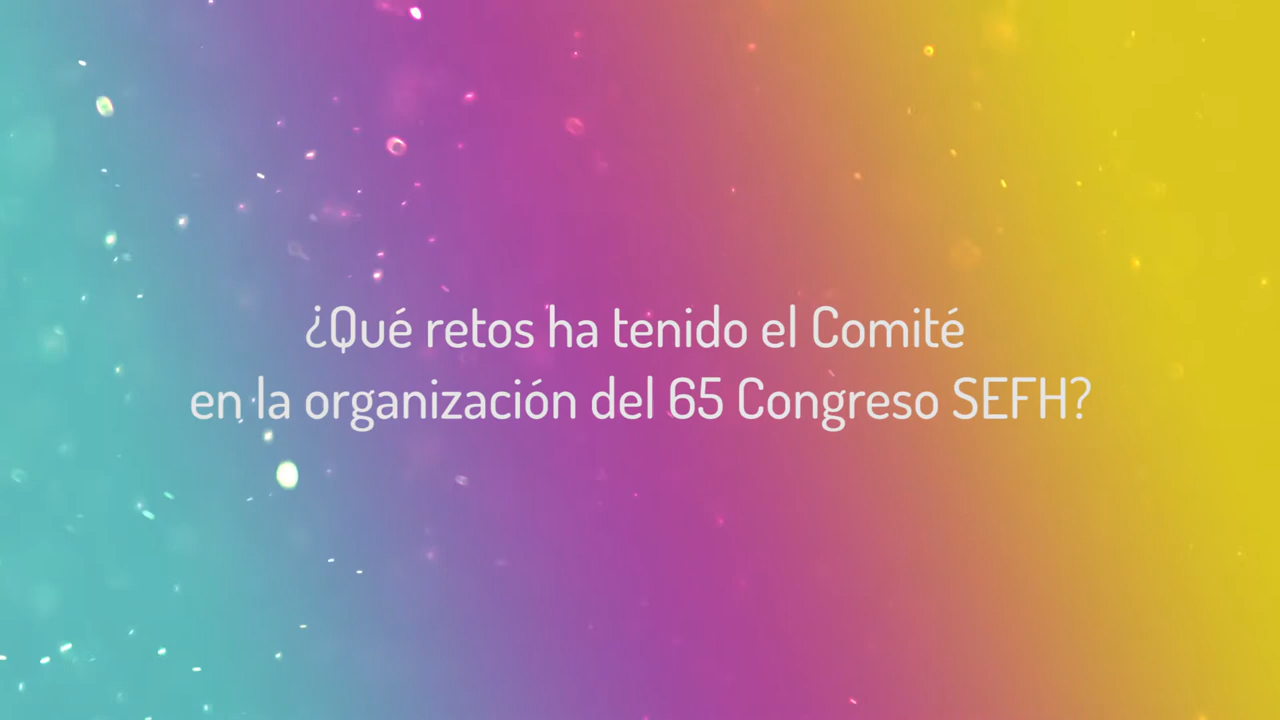 ¿Qué retos ha tenido el Comité
en la organización del 65 Congreso SEFH?